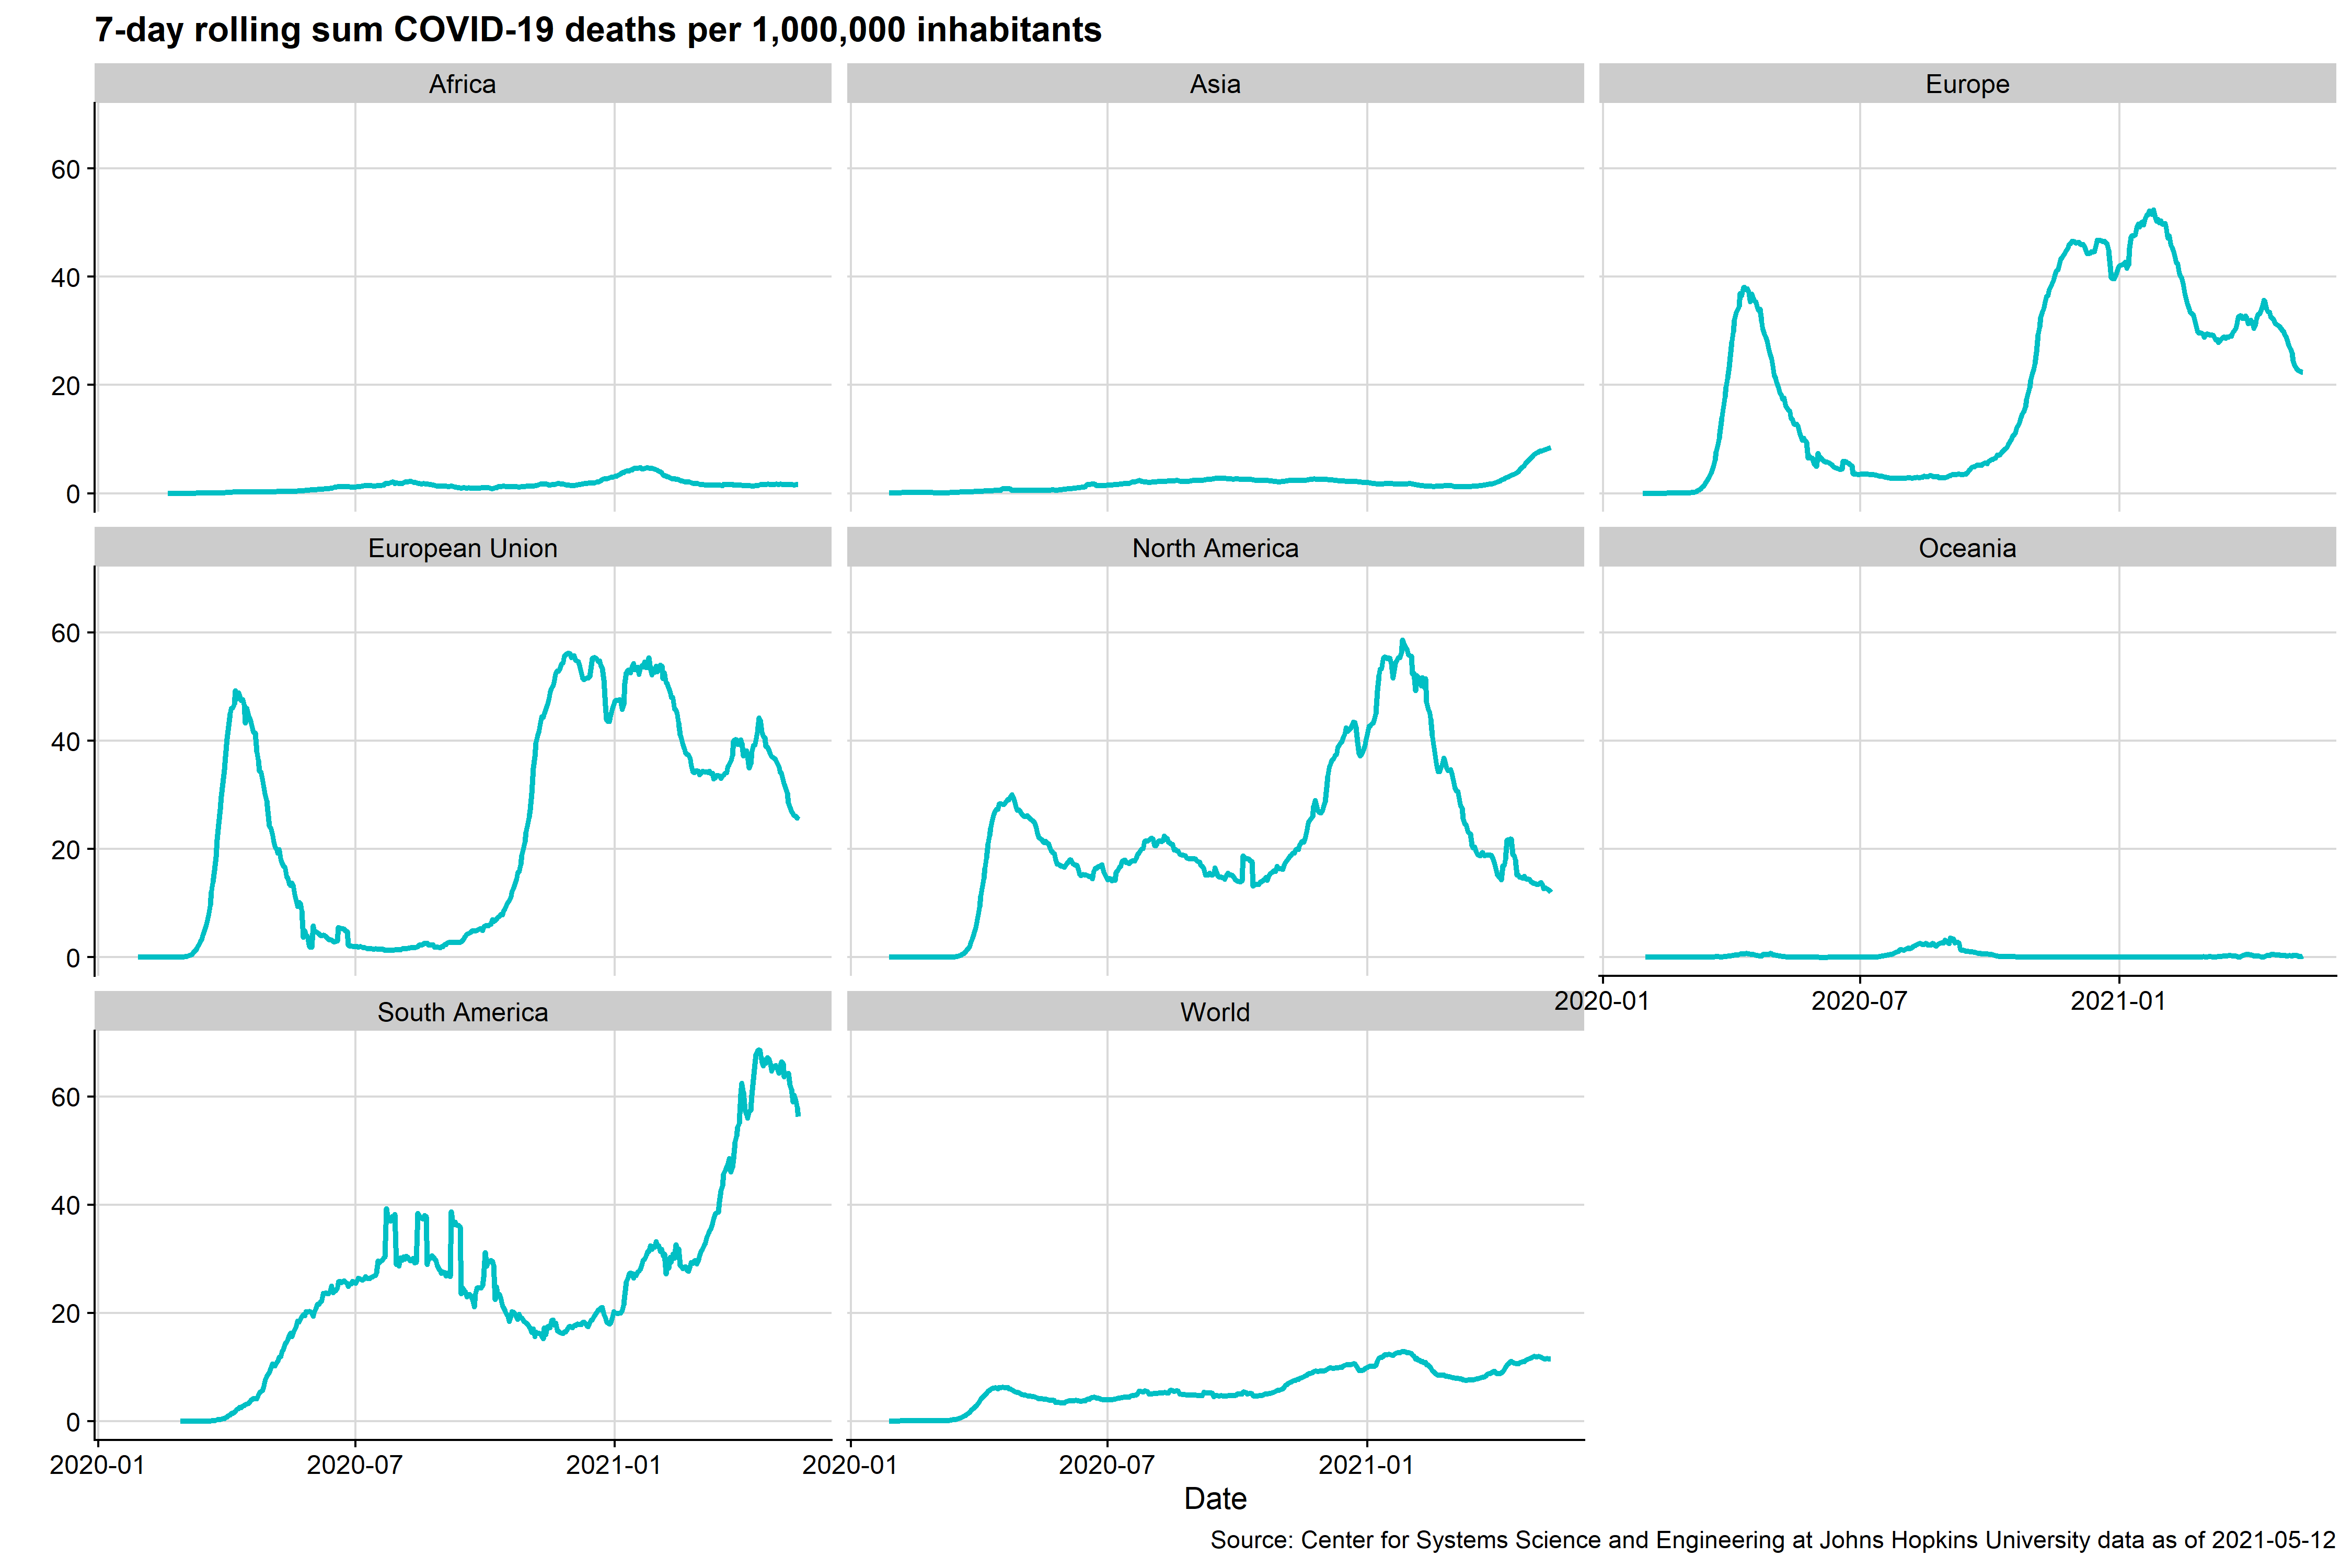 7-day rolling sum COVID-19 deaths per 1,000,000 inhabitants
Africa
Asia
Europe
60
40
20
0
European Union
North America
Oceania
60
40
20
0
2020-01
2020-07
2021-01
South America
World
60
40
20
0
2020-01
2020-07
2021-01
2020-01
2020-07
2021-01
Date
Source: Center for Systems Science and Engineering at Johns Hopkins University data as of 2021-05-12